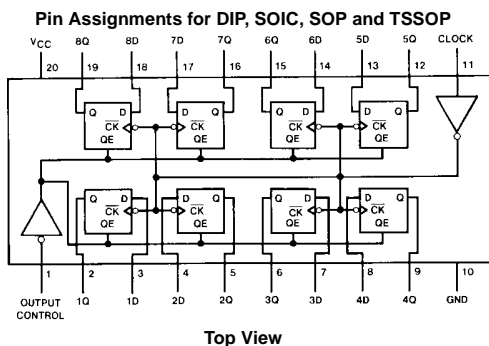 Pin Assignments for DIP, SOIC, SOP and TSSOP
VCC 8Q 8D 7D 7Q 6Q 6D 5D 5Q CLOCK
20 19 18 17 16 15 14 13 12 11
Q D D Q Q D D Q
CK CK CK CK
QE QE QE QE
Q D D Q Q D D Q
CK CK CK CK
QE QE QE QE
1 2 3 4 5 6 7 8 9 10
OUTPUT CONTROL 1Q 1D 2D 2Q 3Q 3D 4D 4Q GND
Top View